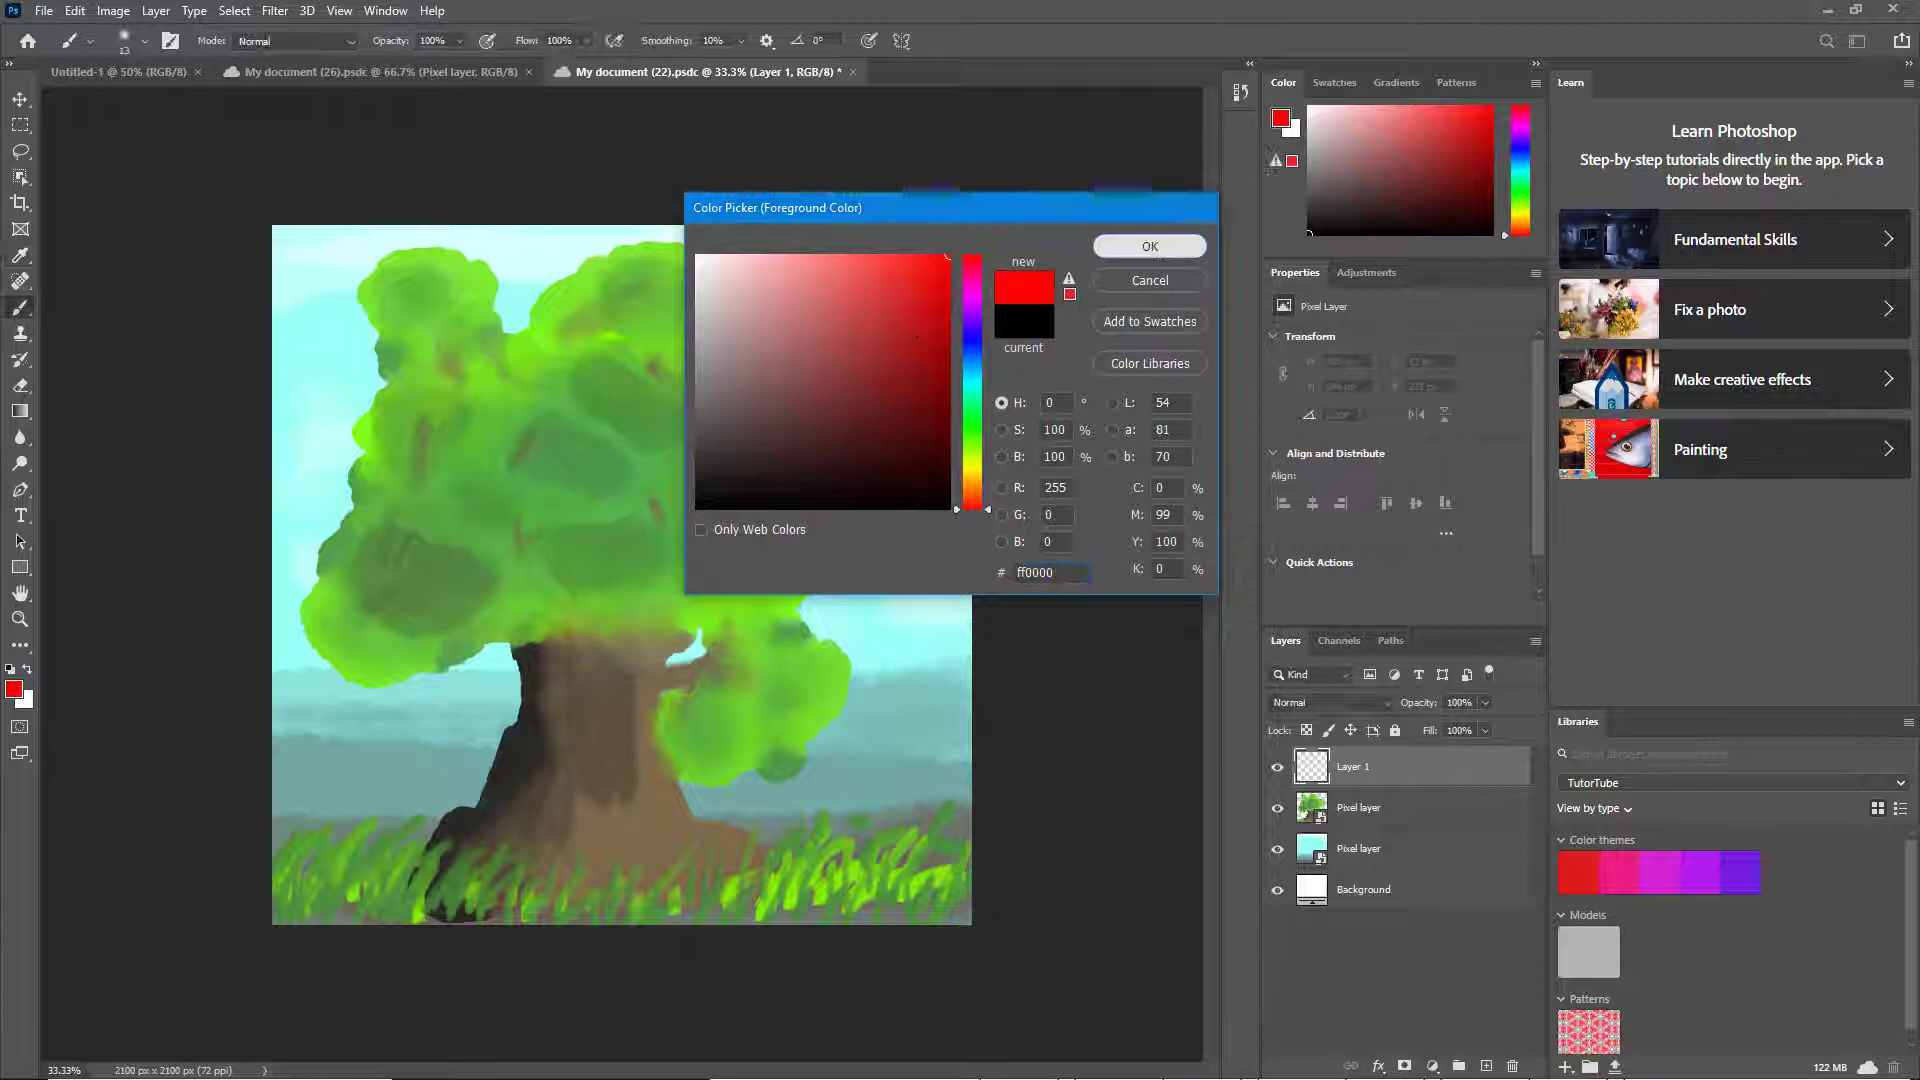 Ps File Edit Image Layer Type Select Filter 3D View Window Help
13 Mode: Normal Opacity: 100% Flow: 100% Smoothing: 10% 0°
Untitled-1 @ 50% (RGB/8) × My document (26).psdc @ 66.7% (Pixel layer, RGB/8) × My document (22).psdc @ 33.3% (Layer 1, RGB/8) * ×
Color Picker (Foreground Color)
new
current
OK
Cancel
Add to Swatches
Color Libraries
H: 0 ° L: 54
S: 100 % a: 81
B: 100 % b: 70
R: 255 C: 0 %
G: 0 M: 99 %
B: 0 Y: 100 %
# ff0000 K: 0 %
Only Web Colors
Color Swatches Gradients Patterns
Properties Adjustments
Pixel Layer
Transform
Align and Distribute
Align:
Quick Actions
Layers Channels Paths
Kind
Normal Opacity: 100%
Lock: Fill: 100%
Layer 1
Pixel layer
Pixel layer
Background
fx
Learn
Learn Photoshop
Step-by-step tutorials directly in the app. Pick a
topic below to begin.
Fundamental Skills
Fix a photo
Make creative effects
Painting
Libraries
TutorTube
View by type
Color themes
Models
Patterns
122 MB
33.33% 2100 px x 2100 px (72 ppi)